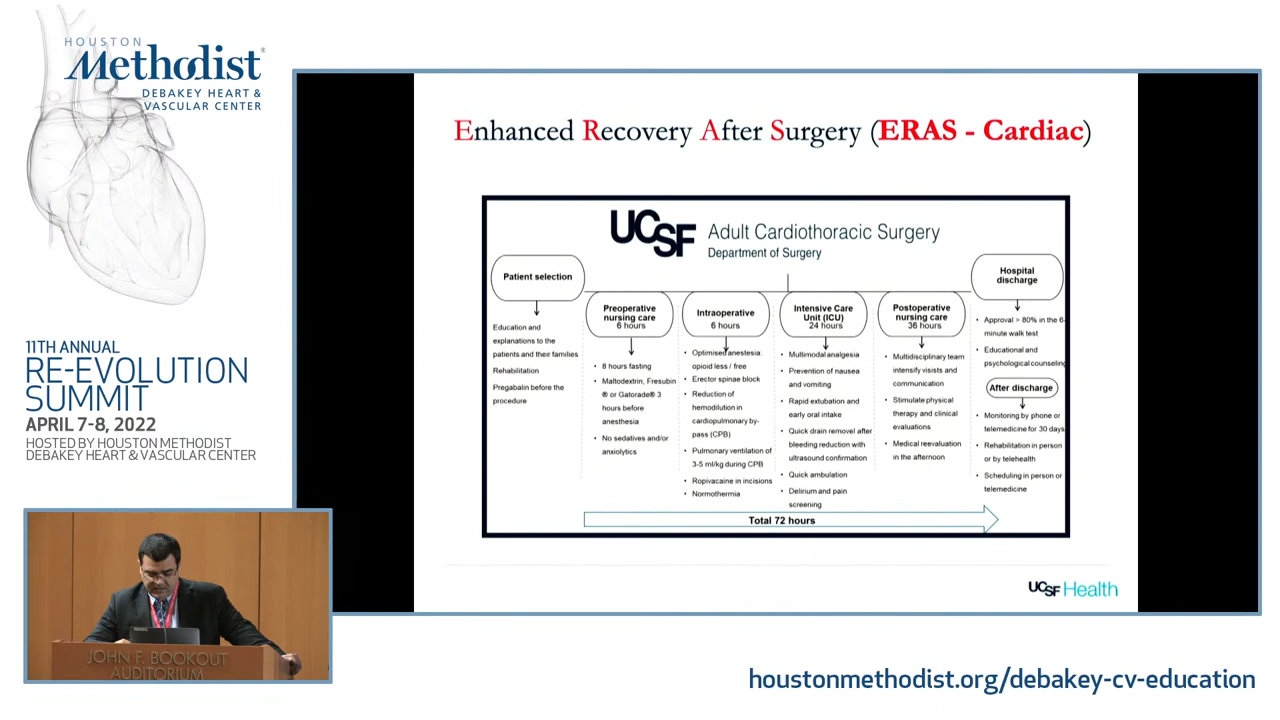 HOUSTON
Methodist
DEBAKEY HEART &
VASCULAR CENTER
11TH ANNUAL
RE-EVOLUTION
SUMMIT
APRIL 7-8, 2022
HOSTED BY HOUSTON METHODIST
DEBAKEY HEART & VASCULAR CENTER
JOHN F. BOOKOUT
AUDITORIUM
Enhanced Recovery After Surgery (ERAS - Cardiac)
UCSF
Adult Cardiothoracic Surgery
Department of Surgery
Patient selection
Education and
explanations to the
patients and their families
Rehabilitation
Pregabalin before the
procedure
Preoperative
nursing care
6 hours
• 8 hours fasting
• Maltodextrin, Fresubin
® or Gatorade® 3
hours before
anesthesia
• No sedatives and/or
anxiolytics
Intraoperative
6 hours
• Optimised anestesia:
opioid less / free
• Erector spinae block
• Reduction of
hemodilution in
cardiopulmonary by-
pass (CPB)
• Pulmonary ventilation of
3-5 ml/kg during CPB
• Ropivacaine in incisions
• Normothermia
Intensive Care
Unit (ICU)
24 hours
• Multimodal analgesia
• Prevention of nausea
and vomiting
• Rapid extubation and
early oral intake
• Quick drain removel after
bleeding reduction with
ultrasound confirmation
• Quick ambulation
• Delirium and pain
screening
Postoperative
nursing care
36 hours
• Multidisciplinary team
intensify visists and
communication
• Stimulate physical
therapy and clinical
evaluations
• Medical reevaluation
in the afternoon
Hospital
discharge
• Approval > 80% in the 6-
minute walk test
• Educational and
psychological counseling
After discharge
• Monitoring by phone or
telemedicine for 30 days
• Rehabilitation in person
or by telehealth
• Scheduling in person or
telemedicine
Total 72 hours
UCSF Health
houstonmethodist.org/debakey-cv-education